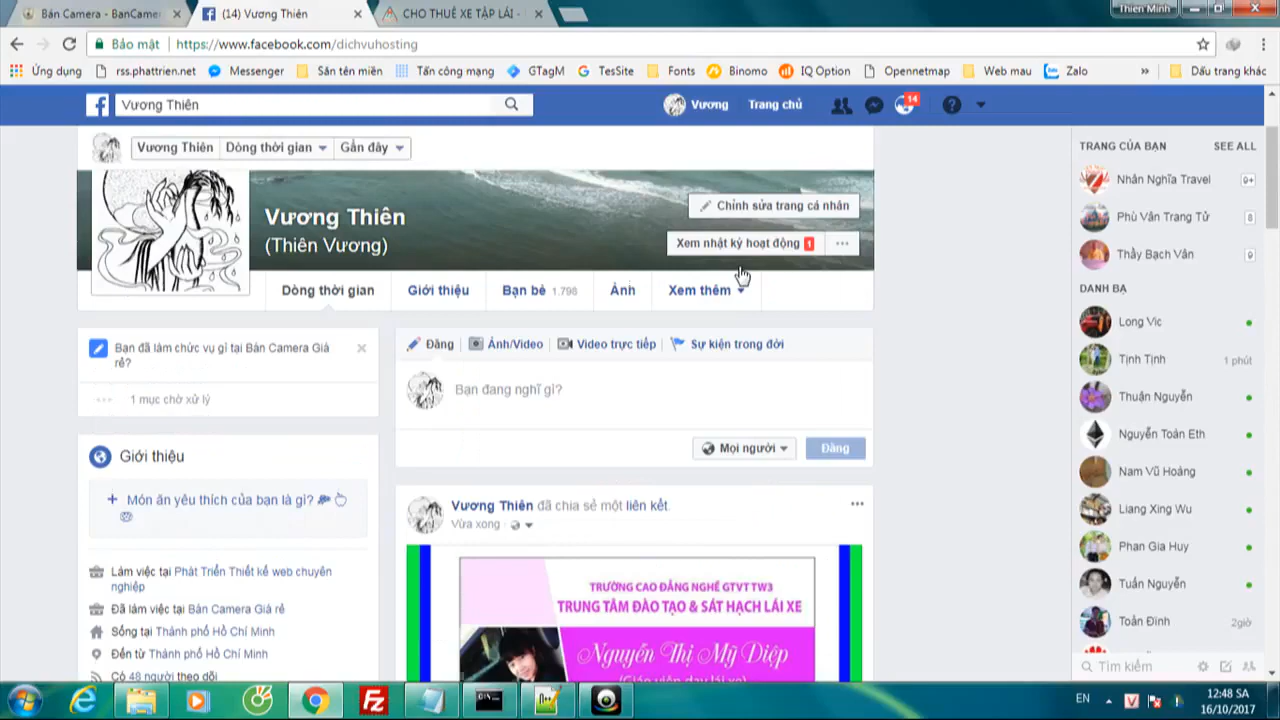 Bán Camera - BanCamer
(14) Vương Thiên
CHO THUÊ XE TẬP LÁI -
Thien Minh
Bảo mật
https://www.facebook.com/dichvuhosting
Ứng dụng
rss.phattrien.net
Messenger
Săn tên miền
Tấn công mạng
GTagM
TesSite
Fonts
Binomo
IQ Option
Opennetmap
Web mau
Zalo
»
Dấu trang khác
Vương Thiên
Vương
Trang chủ
14
Vương Thiên
Dòng thời gian
Gần đây
Vương Thiên
(Thiên Vương)
Chỉnh sửa trang cá nhân
Xem nhật ký hoạt động 1
Dòng thời gian
Giới thiệu
Bạn bè 1.798
Ảnh
Xem thêm
Bạn đã làm chức vụ gì tại Bán Camera Giá
rẻ?
1 mục chờ xử lý
Đăng
Ảnh/Video
Video trực tiếp
Sự kiện trong đời
Bạn đang nghĩ gì?
Mọi người
Đăng
Giới thiệu
+ Món ăn yêu thích của bạn là gì?
Làm việc tại Phát Triển Thiết kế web chuyên
nghiệp
Đã làm việc tại Bán Camera Giá rẻ
Sống tại Thành phố Hồ Chí Minh
Đến từ Thành phố Hồ Chí Minh
Có 48 người theo dõi
Vương Thiên đã chia sẻ một liên kết.
Vừa xong
TRƯỜNG CAO ĐẲNG NGHỀ GTVT TW3
TRUNG TÂM ĐÀO TẠO & SÁT HẠCH LÁI XE
Nguyễn Thị Mỹ Diệp
(Giáo viên dạy lái xe)
TRANG CỦA BẠN
SEE ALL
Nhân Nghĩa Travel
9+
Phù Vân Trang Tử
8
Thầy Bạch Vân
9
DANH BẠ
Long Vic
Tịnh Tịnh
1 phút
Thuận Nguyễn
Nguyễn Toàn Eth
Nam Vũ Hoàng
Liang Xing Wu
Phan Gia Huy
Tuấn Nguyễn
Toàn Đinh
2giờ
Tìm kiếm
EN
12:48 SA
16/10/2017